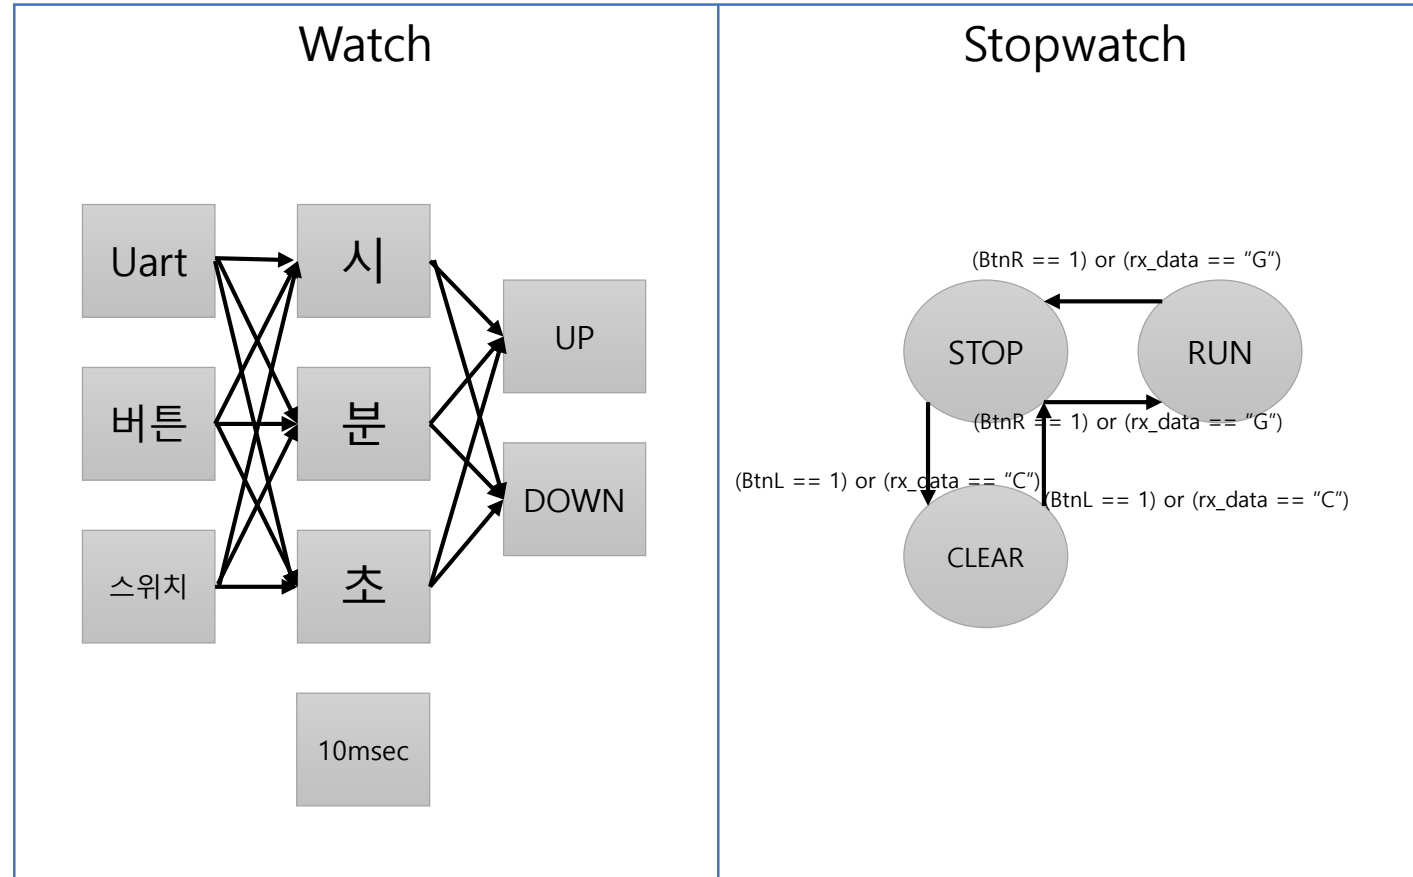 Watch
Uart
버튼
스위치
시
분
초
10msec
UP
DOWN
Stopwatch
(BtnR == 1) or (rx_data == "G")
STOP
RUN
(BtnR == 1) or (rx_data == "G")
(BtnL == 1) or (rx_data == "C")
(BtnL == 1) or (rx_data == "C")
CLEAR